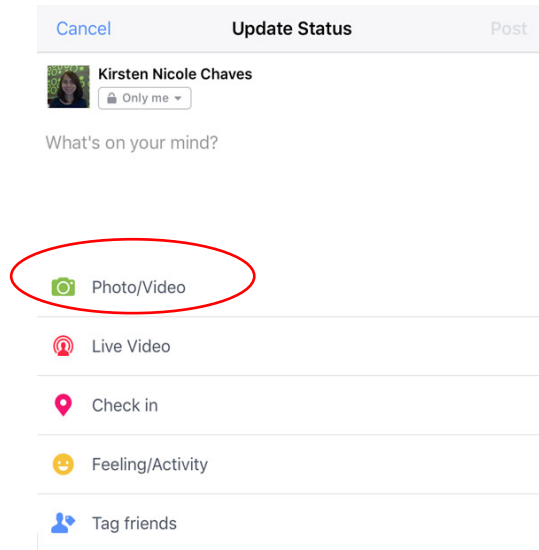 Cancel Update Status Post
Kirsten Nicole Chaves
Only me
What's on your mind?
Photo/Video
Live Video
Check in
Feeling/Activity
Tag friends